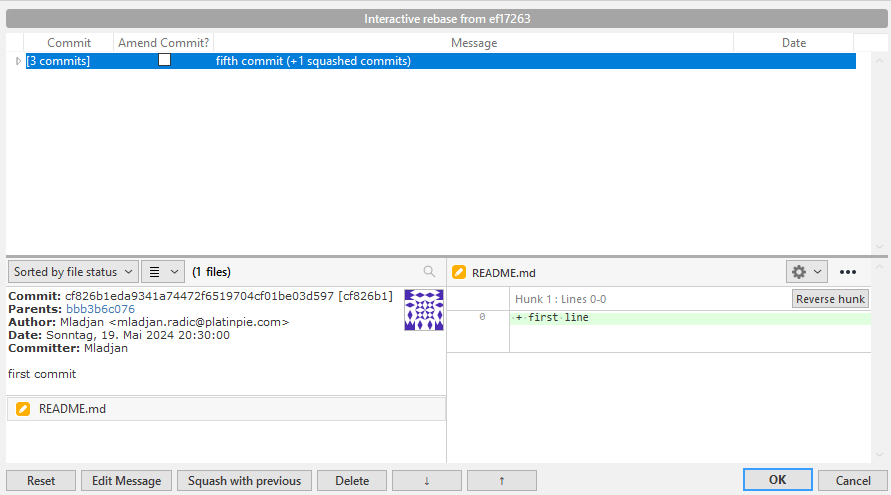 Interactive rebase from ef17263
Commit Amend Commit? Message Date
[3 commits] fifth commit (+1 squashed commits)
Sorted by file status (1 files)
README.md
Commit: cf826b1eda9341a74472f6519704cf01be03d597 [cf826b1]
Parents: bbb3b6c076
Author: Mladjan <mladjan.radic@platinpie.com>
Date: Sonntag, 19. Mai 2024 20:30:00
Committer: Mladjan
first commit
README.md
Hunk 1 : Lines 0-0 Reverse hunk
0 + first line
Reset Edit Message Squash with previous Delete ↓ ↑ OK Cancel